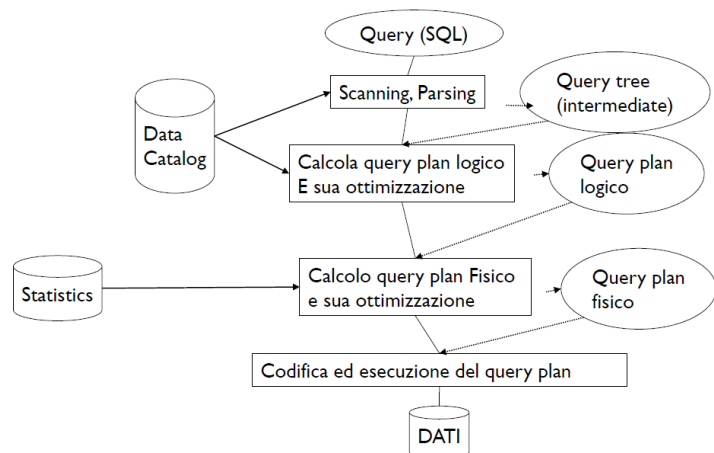 Query (SQL)
Scanning, Parsing
Query tree
(intermediate)
Data
Catalog
Calcola query plan logico
E sua ottimizzazione
Query plan
logico
Statistics
Calcolo query plan Fisico
e sua ottimizzazione
Query plan
fisico
Codifica ed esecuzione del query plan
DATI